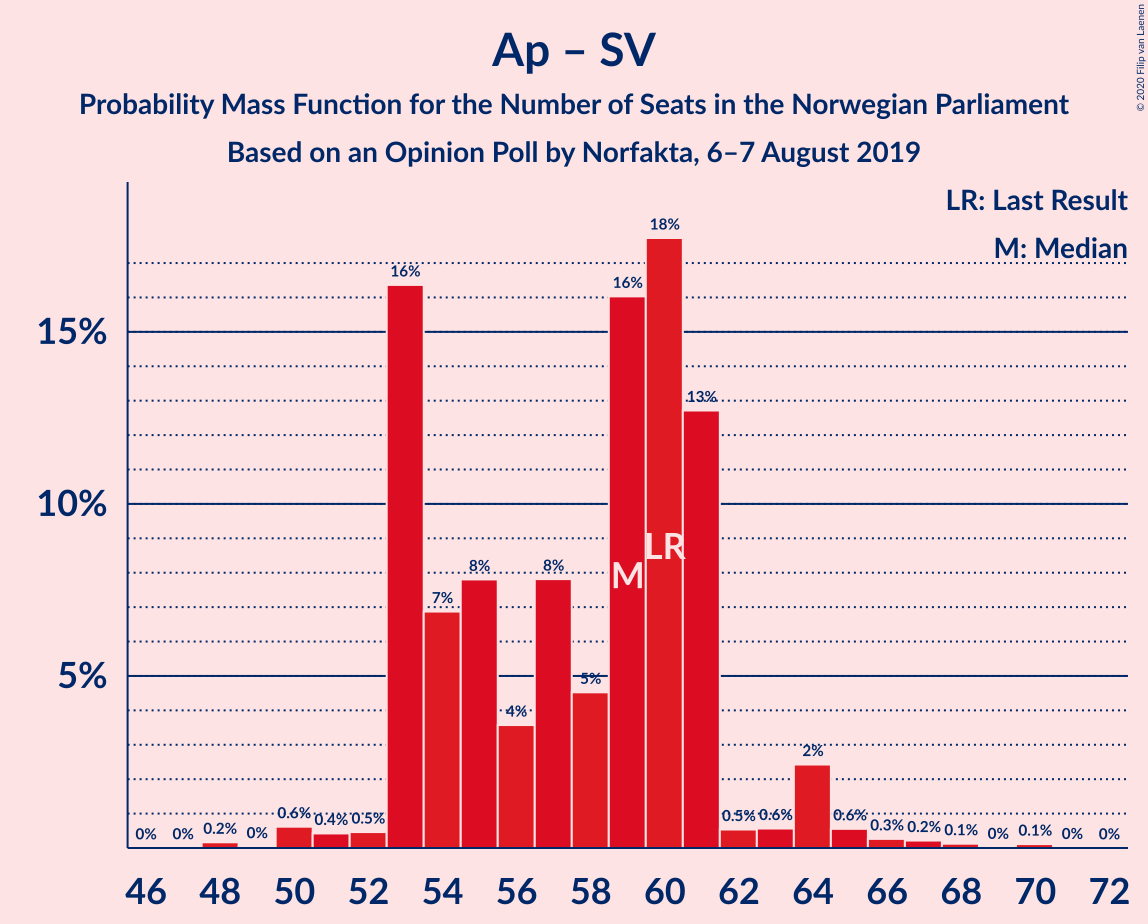 Ap – SV
Probability Mass Function for the Number of Seats in the Norwegian Parliament
Based on an Opinion Poll by Norfakta, 6–7 August 2019
© 2020 Filip van Laenen
LR: Last Result
M: Median
15%
10%
5%
0% 0% 0.2% 0% 0.6% 0.4% 0.5% 16% 7% 8% 4% 8% 5% 16% 18% 13% 0.5% 0.6% 2% 0.6% 0.3% 0.2% 0.1% 0% 0.1% 0% 0%
M LR
46 48 50 52 54 56 58 60 62 64 66 68 70 72